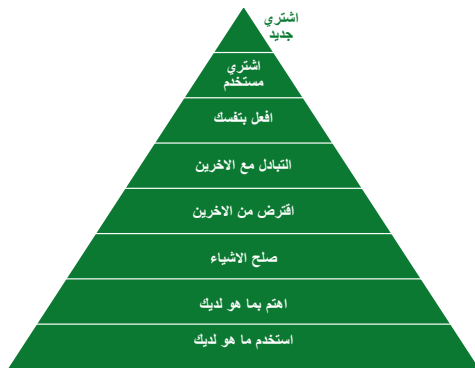 اشتري
جديد
اشتري
مستخدم
افعل بتفسك
التبادل مع الاخرين
اقترض من الاخرين
صلح الاشياء
اهتم بما هو لديك
استخدم ما هو لديك